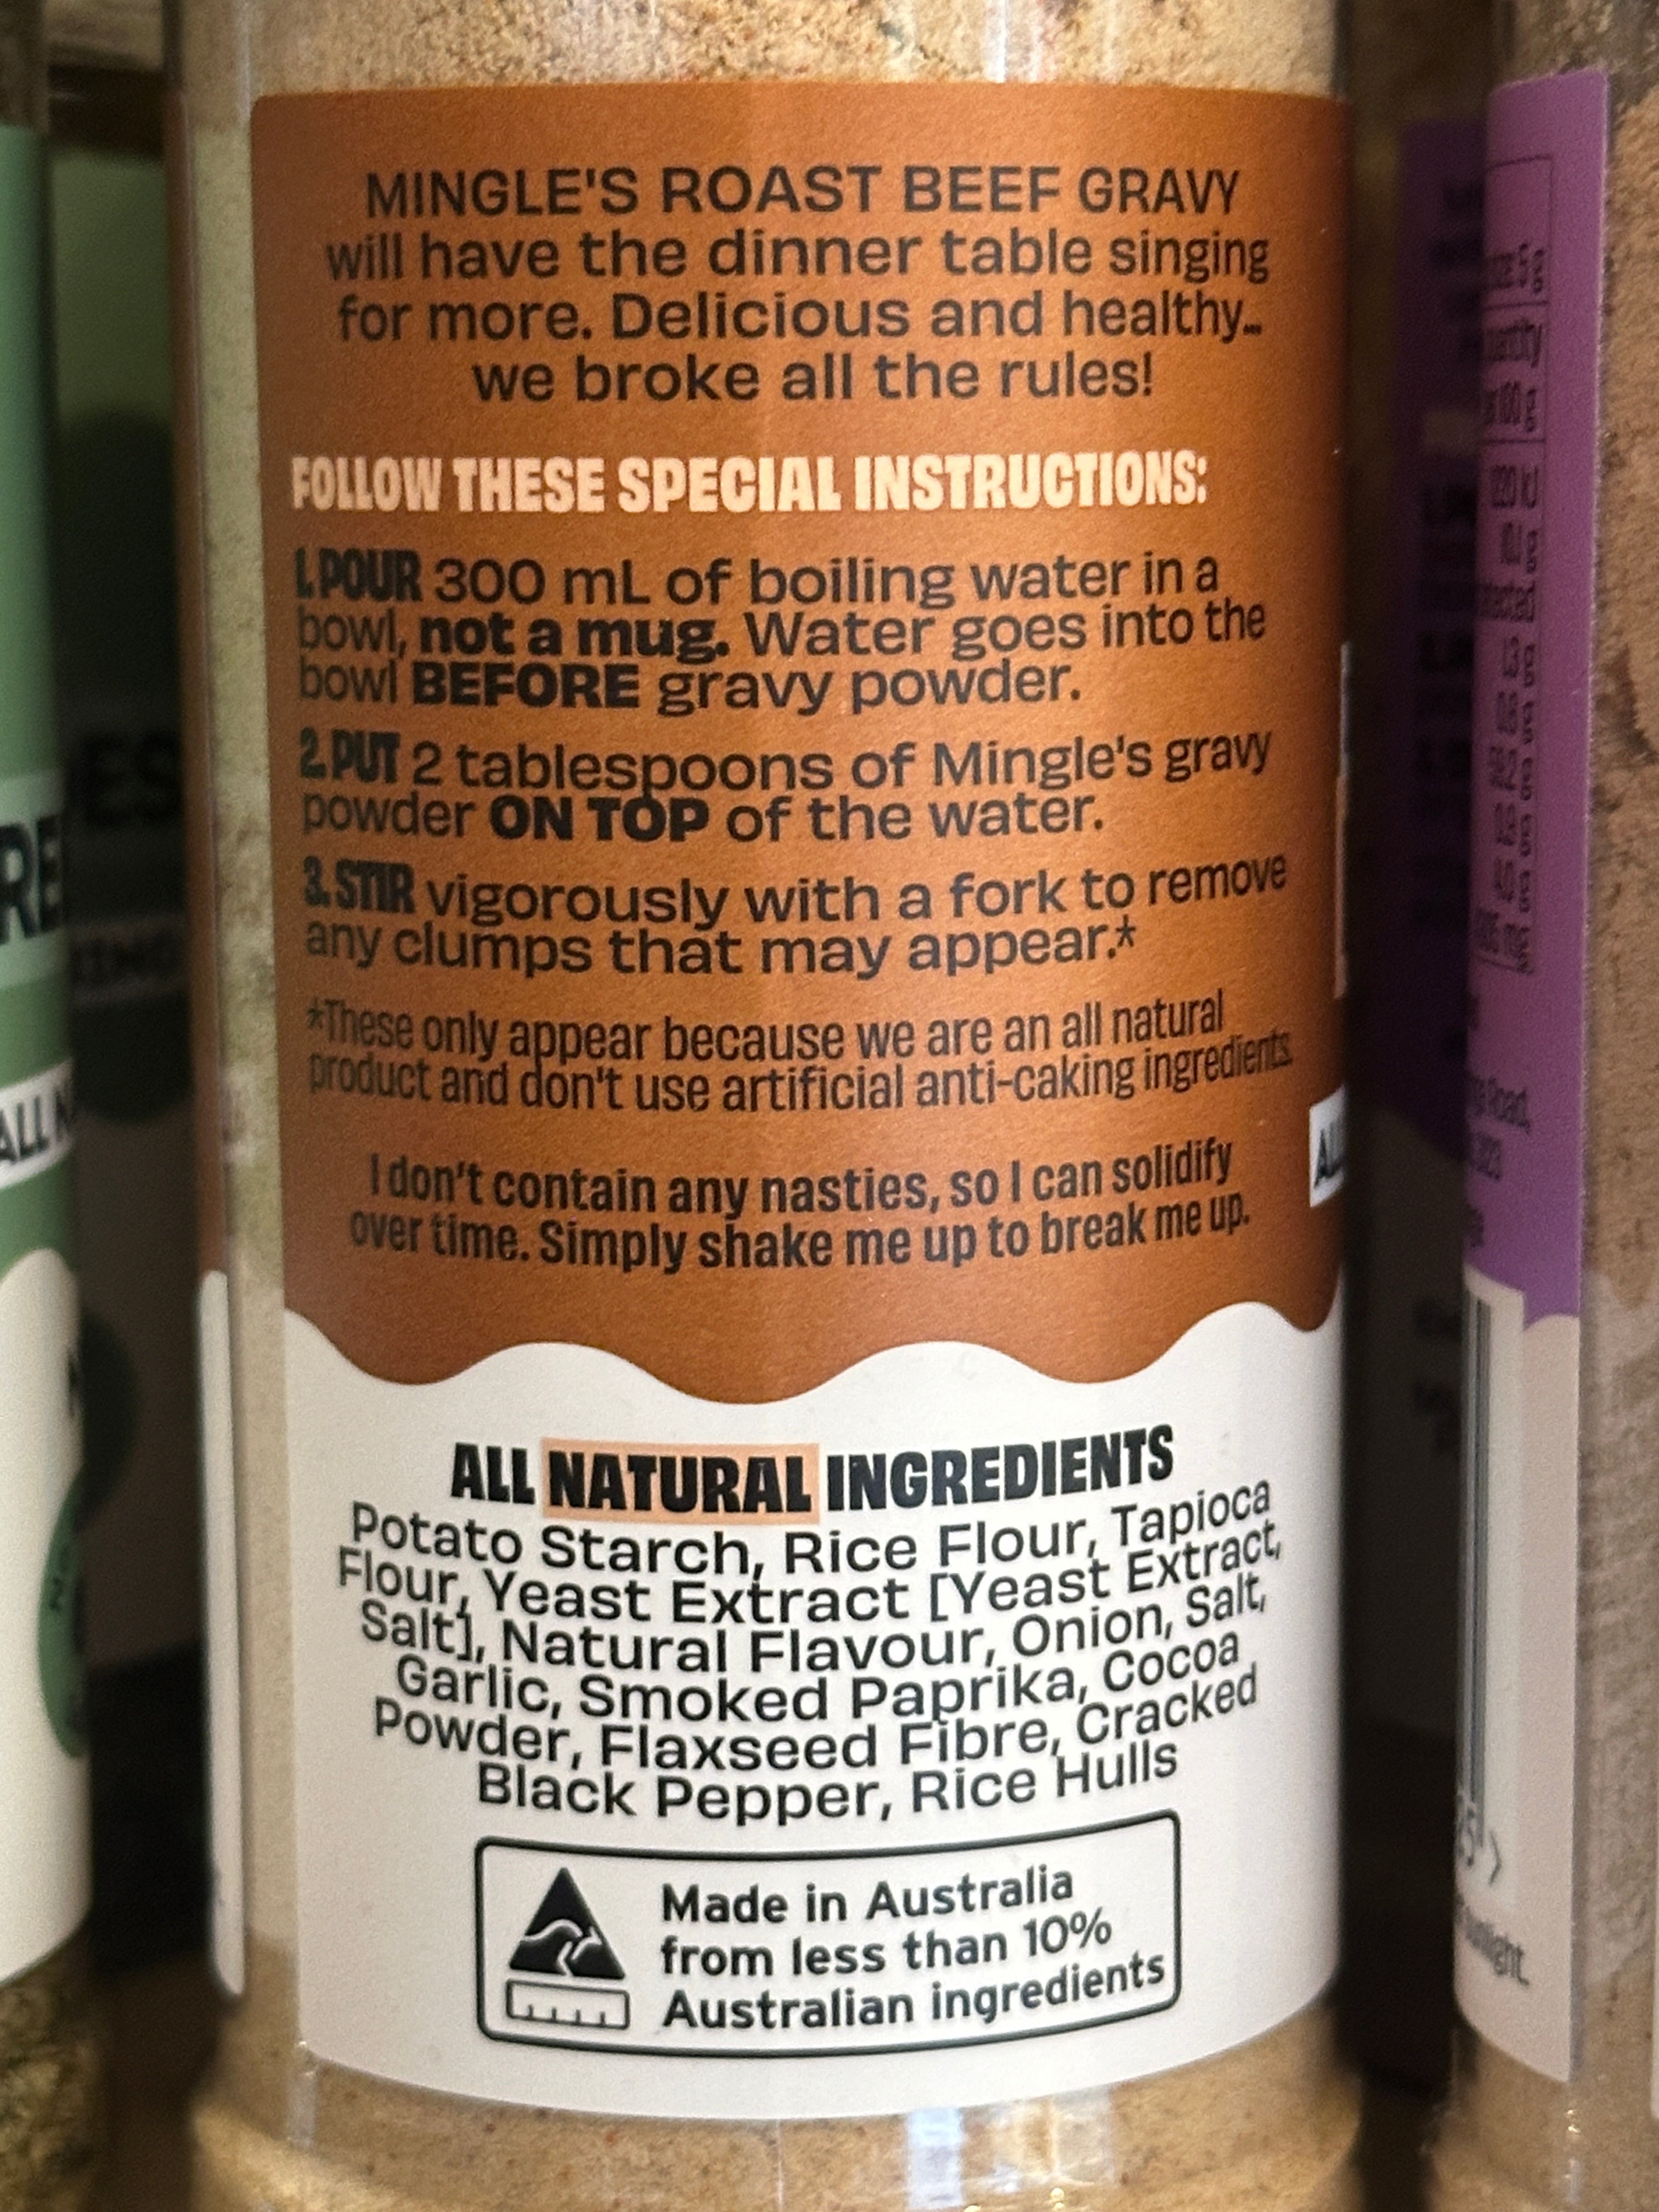 MINGLE'S ROAST BEEF GRAVY
will have the dinner table singing
for more. Delicious and healthy...
we broke all the rules!
FOLLOW THESE SPECIAL INSTRUCTIONS:
1. POUR 300 mL of boiling water in a
bowl, not a mug. Water goes into the
bowl BEFORE gravy powder.
2. PUT 2 tablespoons of Mingle's gravy
powder ON TOP of the water.
3. STIR vigorously with a fork to remove
any clumps that may appear.*
*These only appear because we are an all natural
product and don't use artificial anti-caking ingredients.
I don't contain any nasties, so I can solidify
over time. Simply shake me up to break me up.
ALL NATURAL INGREDIENTS
Potato Starch, Rice Flour, Tapioca
Flour, Yeast Extract [Yeast Extract,
Salt], Natural Flavour, Onion, Salt,
Garlic, Smoked Paprika, Cocoa
Powder, Flaxseed Fibre, Cracked
Black Pepper, Rice Hulls
Made in Australia
from less than 10%
Australian ingredients
RE
ALL N